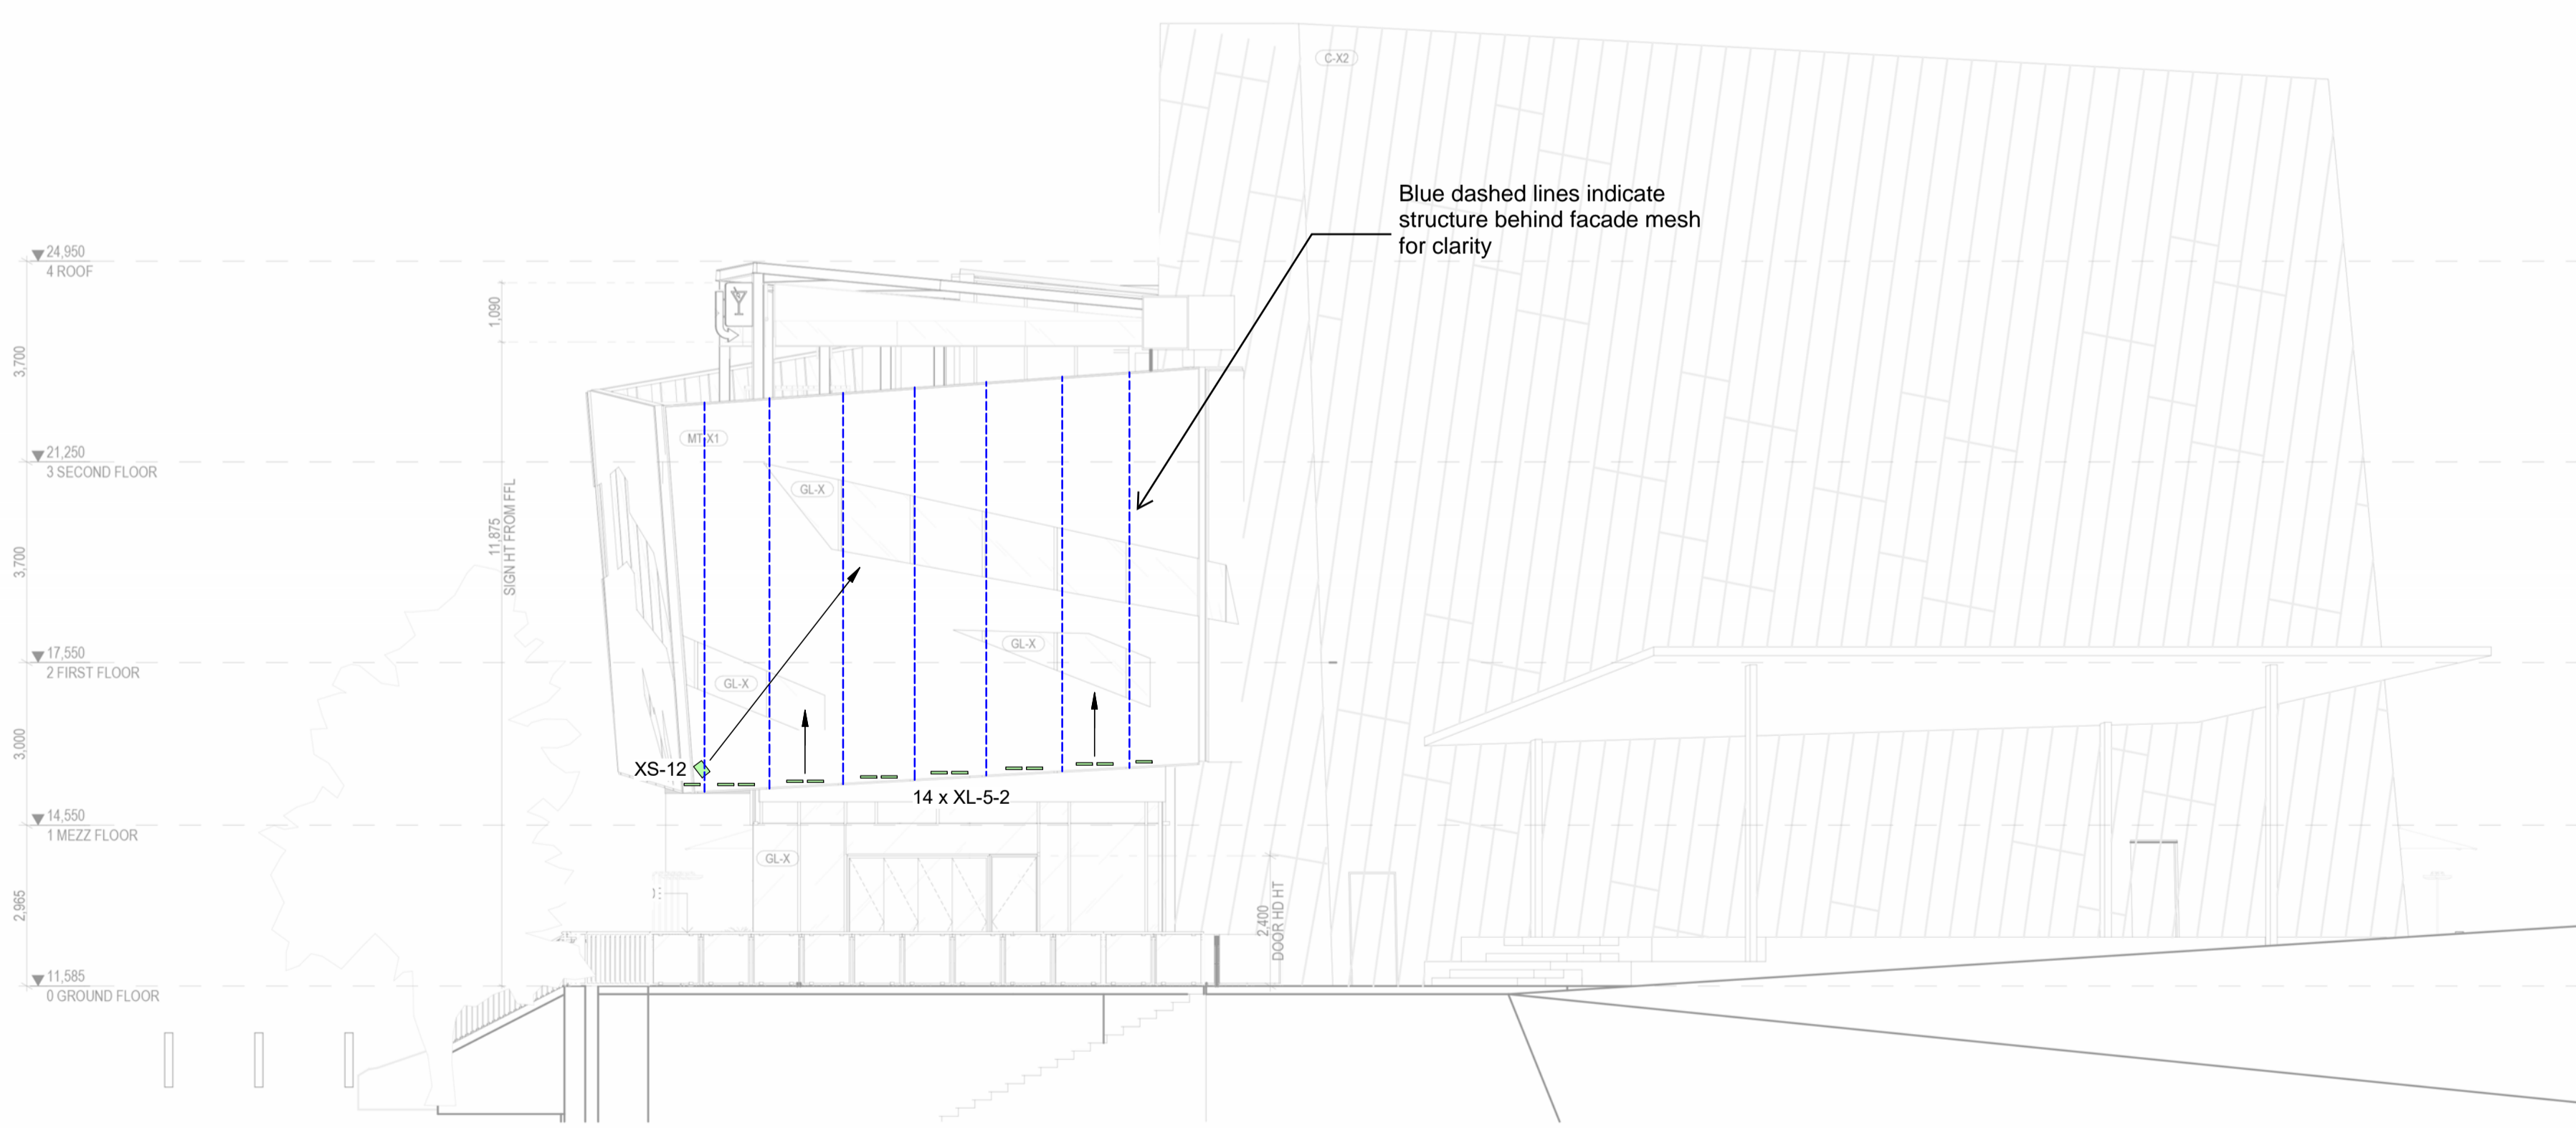 C-X2
Blue dashed lines indicate
structure behind facade mesh
for clarity
24,950
4 ROOF
1,090
3,700
MT-X1
21,250
3 SECOND FLOOR
GL-X
11,875
SIGN HT FROM FFL
3,700
GL-X
17,550
2 FIRST FLOOR
GL-X
3,000
XS-12
14 x XL-5-2
14,550
1 MEZZ FLOOR
GL-X
2,965
2,400
DOOR HD HT
11,585
0 GROUND FLOOR